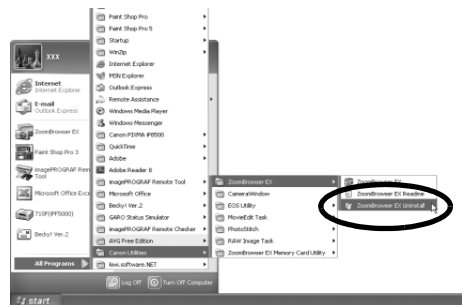 xxx
Internet
Internet Explorer
E-mail
Outlook Express
ZoomBrowser EX
Paint Shop Pro 3
imagePROGRAF Rem
Tool
Microsoft Office Exce
710F(iPF5000)
Becky! Ver.2
All Programs
Paint Shop Pro
Paint Shop Pro 5
Startup
WinZip
Internet Explorer
MSN Explorer
Outlook Express
Remote Assistance
Windows Media Player
Windows Messenger
Canon PIXMA iP8500
QuickTime
Adobe
Adobe Reader 8
imagePROGRAF Remote Tool
Microsoft Office
Becky! Ver.2
GARO Status Simulator
imagePROGRAF Remote Checker
AVG Free Edition
Canon Utilities
kiwi.software.NET
ZoomBrowser EX
CameraWindow
EOS Utility
MovieEdit Task
PhotoStitch
RAW Image Task
ZoomBrowser EX Memory Card Utility
ZoomBrowser EX
ZoomBrowser EX Readme
ZoomBrowser EX Uninstall
Log Off
Turn Off Computer
start